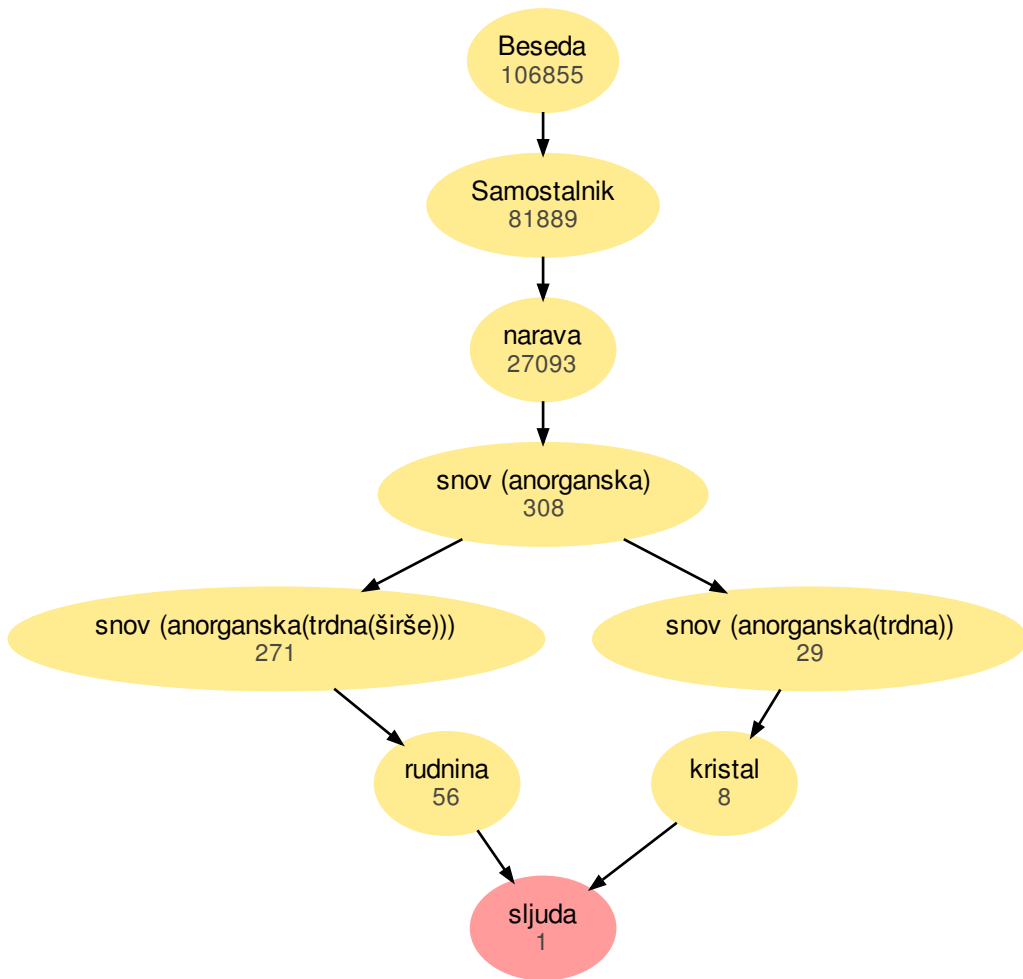 Beseda
106855
Samostalnik
81889
narava
27093
snov (anorganska)
308
snov (anorganska(trdna(širše)))
271
snov (anorganska(trdna))
29
rudnina
56
kristal
8
sljuda
1